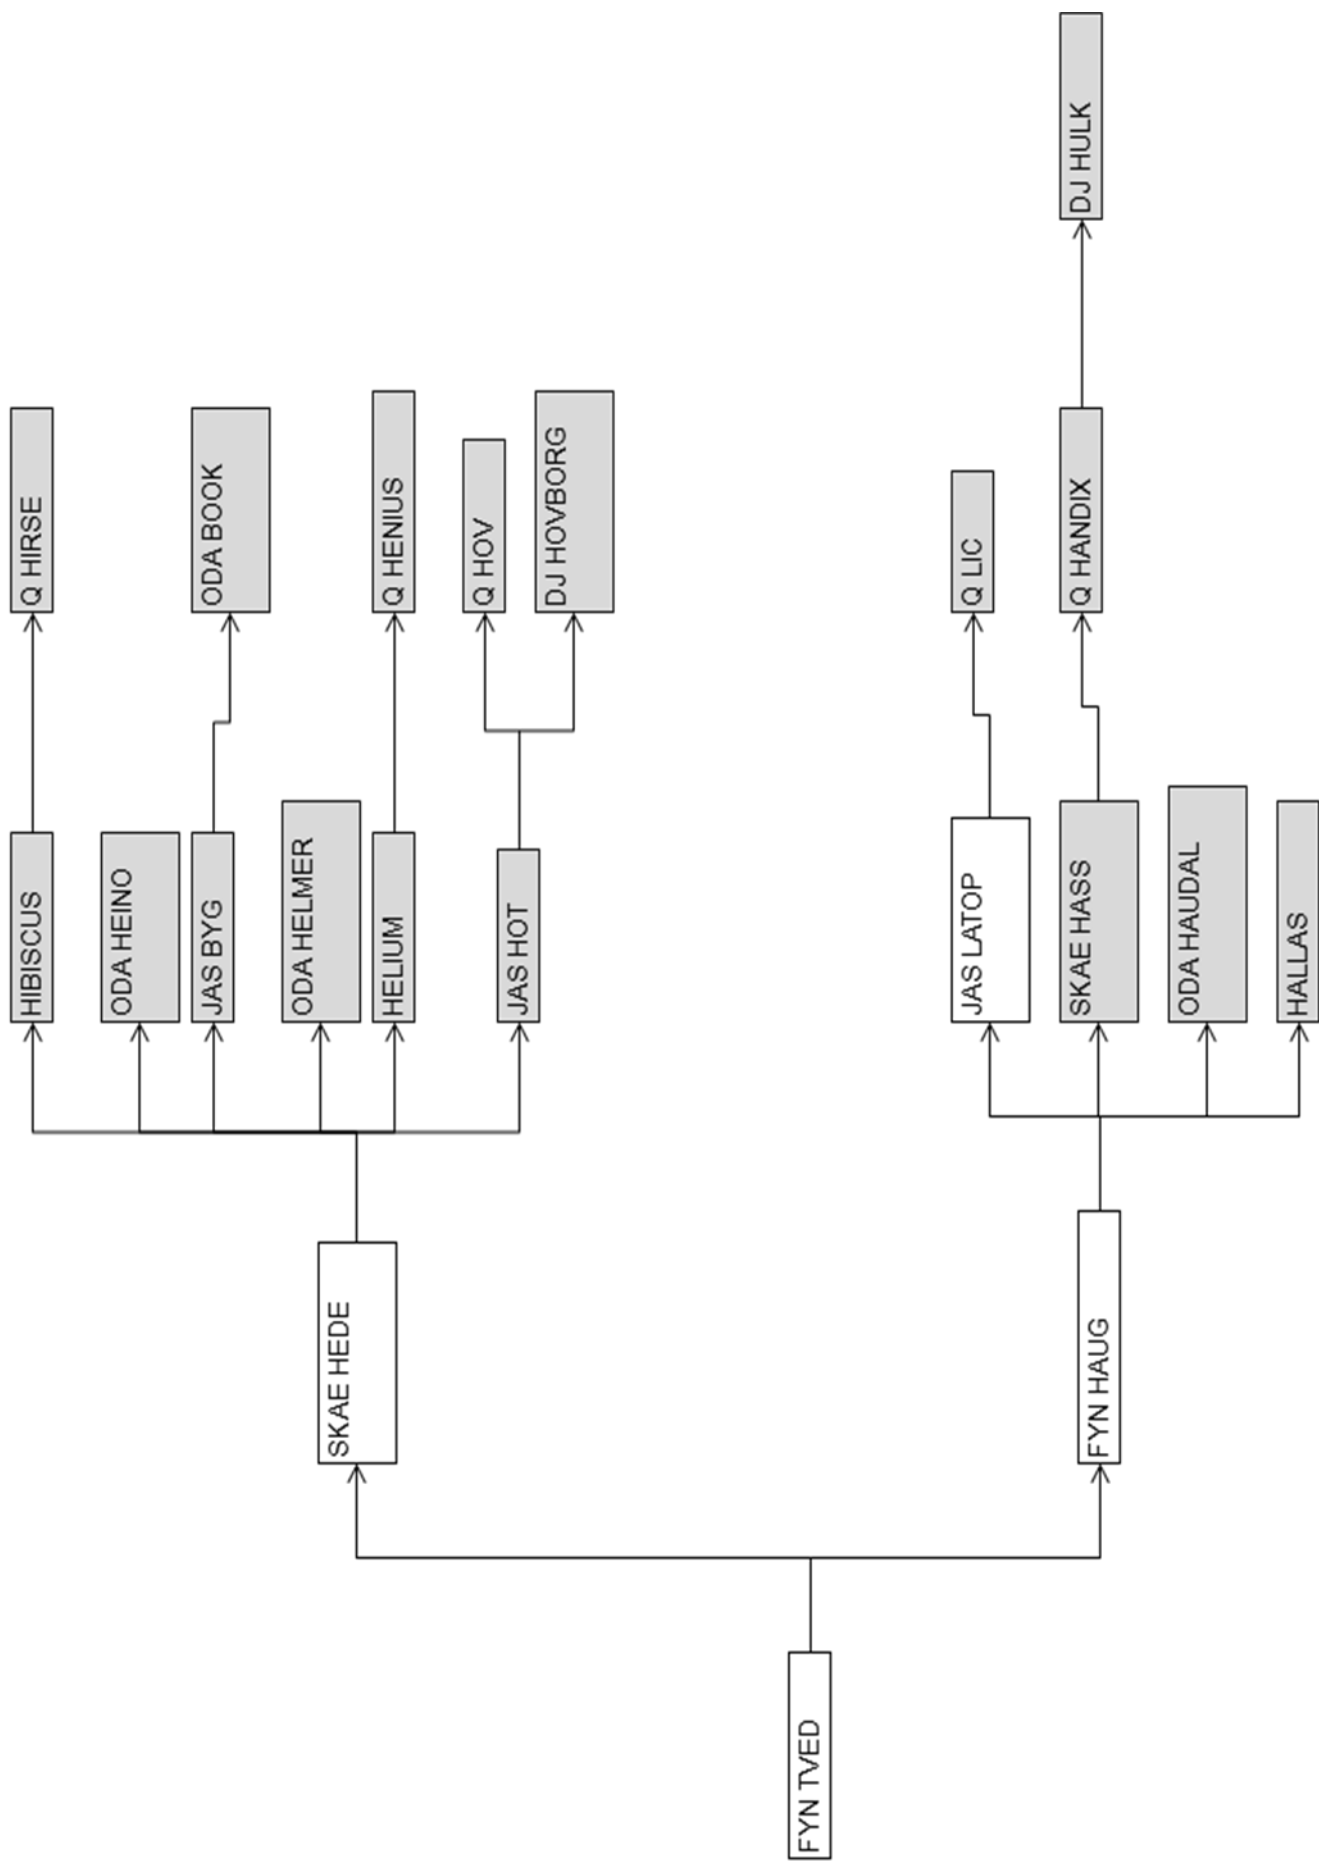 FYN TVED
SKAE HEDE
FYN HAUG
HIBISCUS
ODA HEINO
JAS BYG
ODA HELMER
HELIUM
JAS HOT
JAS LATOP
SKAE HASS
ODA HAUDAL
HALLAS
Q HIRSE
ODA BOOK
Q HENIUS
Q HOV
DJ HOVBORG
Q LIC
Q HANDIX
DJ HULK